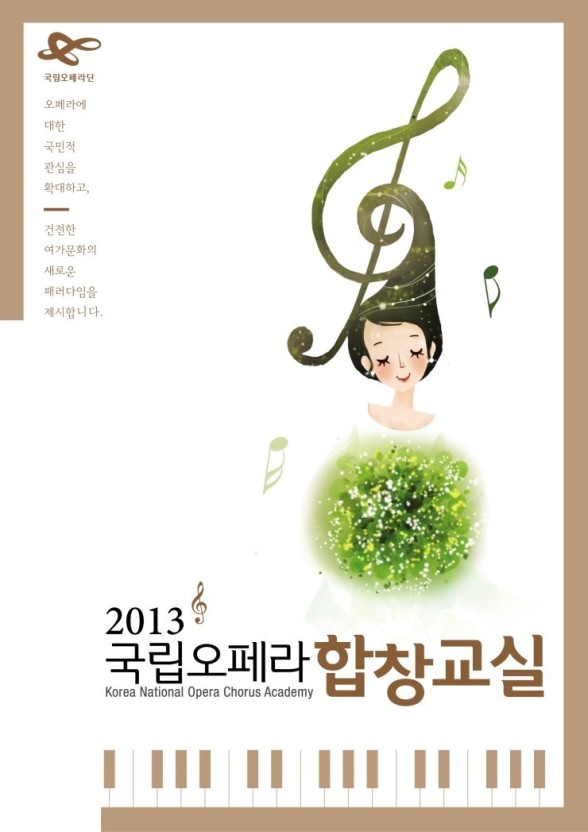 국립오페라단
오페라에
대한
국민적
관심을
확대하고,
건전한
여가문화의
새로운
패러다임을
제시합니다.
2013
국립오페라 합창교실
Korea National Opera Chorus Academy